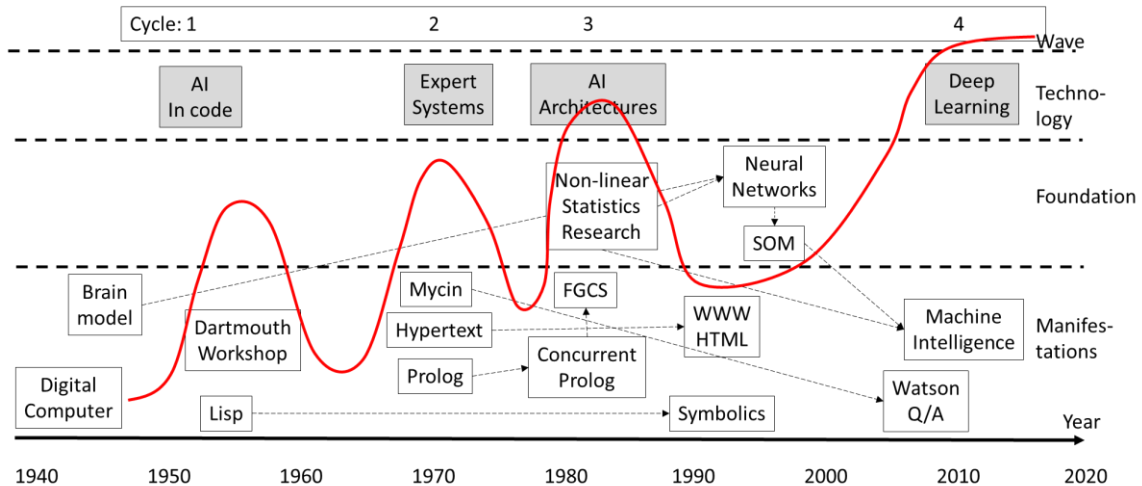 Cycle: 1 2 3 4
Wave
AI
In code
Expert
Systems
AI
Architectures
Deep
Learning
Techno-
logy
Non-linear
Statistics
Research
Neural
Networks
SOM
Foundation
Brain
model
Dartmouth
Workshop
Mycin
Hypertext
Prolog
FGCS
Concurrent
Prolog
WWW
HTML
Machine
Intelligence
Manifes-
tations
Digital
Computer
Lisp
Symbolics
Watson
Q/A
Year
1940 1950 1960 1970 1980 1990 2000 2010 2020